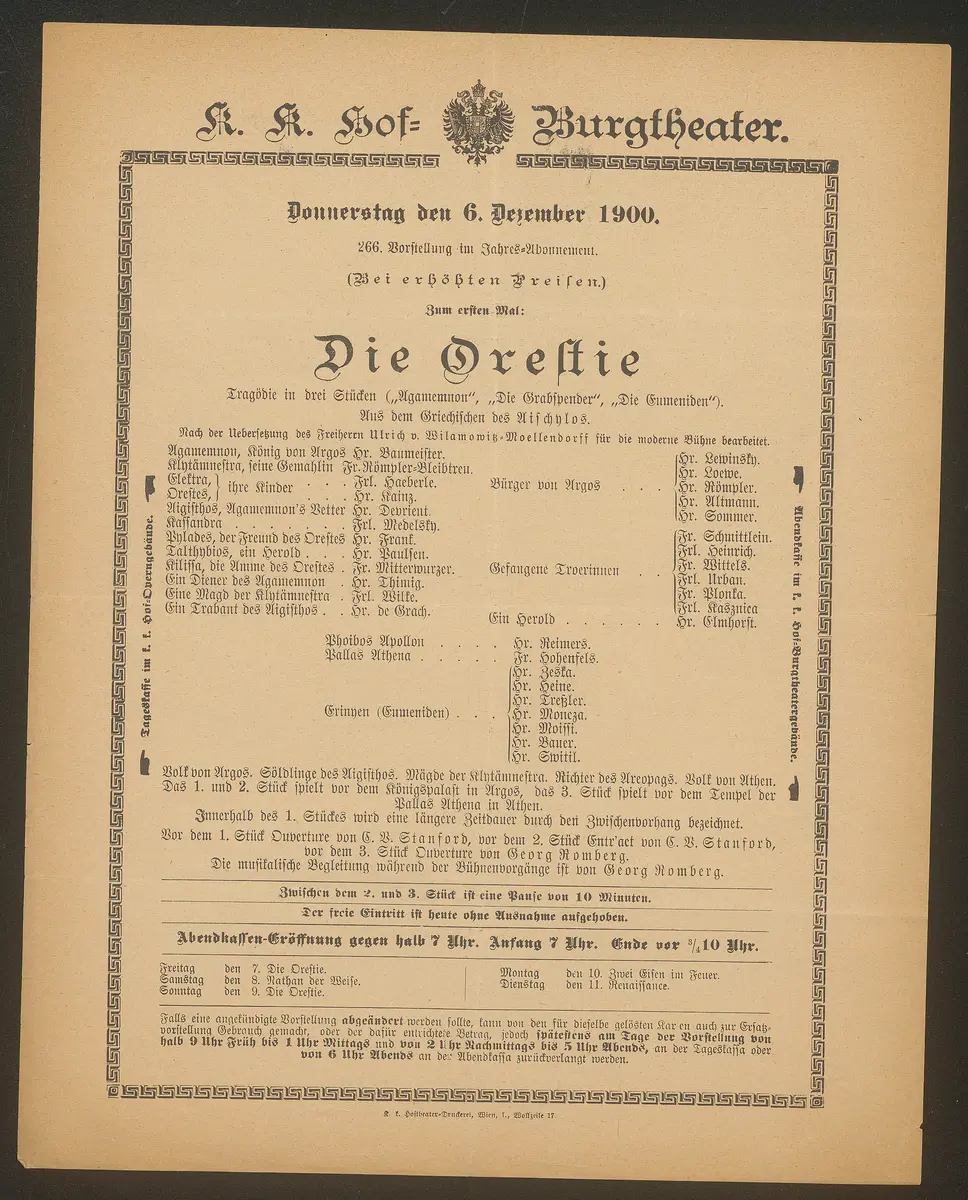 K. K. Hof-Burgtheater.
Donnerstag den 6. Dezember 1900.
266. Vorstellung im Jahres-Abonnement.
(Bei erhöhten Preisen.)
Zum ersten Mal:
Die Orestie
Tragödie in drei Stücken („Agamemnon", „Die Grabspender", „Die Eumeniden").
Aus dem Griechischen des Aischylos.
Nach der Uebersetzung des Freiherrn Ulrich v. Wilamowitz-Moellendorff für die moderne Bühne bearbeitet.
Agamemnon, König von Argos Hr. Baumeister.
Klytämnestra, seine Gemahlin Fr. Römpler-Bleibtreu.
Elektra, } ihre Kinder . . . Frl. Haeberle.
Orestes, . . . Hr. Kainz.
Aigisthos, Agamemnon's Vetter Hr. Devrient.
Kassandra . . . . . . . Frl. Medelsky.
Pylades, der Freund des Orestes Hr. Frank.
Talthybios, ein Herold . . . Hr. Paulsen.
Kilissa, die Amme des Orestes . Fr. Mitterwurzer.
Ein Diener des Agamemnon . Hr. Thimig.
Eine Magd der Klytämnestra . Frl. Wilke.
Ein Trabant des Aigisthos . . Hr. de Grach.
Bürger von Argos . . . { Hr. Lewinsky.
Hr. Loewe.
Hr. Römpler.
Hr. Altmann.
Hr. Sommer.
Gefangene Troerinnen . . { Fr. Schmittlein.
Frl. Heinrich.
Fr. Wittels.
Frl. Urban.
Fr. Plonka.
Frl. Kasznica
Ein Herold . . . . . . Hr. Elmhorst.
Phoibos Apollon . . . . Hr. Reimers.
Pallas Athena . . . . . Fr. Hohenfels.
Erinyen (Eumeniden) . . . { Hr. Zeska.
Hr. Heine.
Hr. Treßler.
Hr. Moncza.
Hr. Moissi.
Hr. Bauer.
Hr. Switil.
Tageskasse im k. k. Hof-Operngebäude.
Abendkasse im k. k. Hof-Burgtheatergebäude.
Volk von Argos. Söldlinge des Aigisthos. Mägde der Klytämnestra. Richter des Areopags. Volk von Athen.
Das 1. und 2. Stück spielt vor dem Königspalast in Argos, das 3. Stück spielt vor dem Tempel der
Pallas Athena in Athen.
Innerhalb des 1. Stückes wird eine längere Zeitdauer durch den Zwischenvorhang bezeichnet.
Vor dem 1. Stück Ouverture von C. V. Stanford, vor dem 2. Stück Entr'act von C. V. Stanford,
vor dem 3. Stück Ouverture von Georg Romberg.
Die musikalische Begleitung während der Bühnenvorgänge ist von Georg Romberg.
Zwischen dem 2. und 3. Stück ist eine Pause von 10 Minuten.
Der freie Eintritt ist heute ohne Ausnahme aufgehoben.
Abendkassen-Eröffnung gegen halb 7 Uhr. Anfang 7 Uhr. Ende vor ¾10 Uhr.
Freitag den 7. Die Orestie.
Samstag den 8. Nathan der Weise.
Sonntag den 9. Die Orestie.
Montag den 10. Zwei Eisen im Feuer.
Dienstag den 11. Renaissance.
Falls eine angekündigte Vorstellung abgeändert werden sollte, kann von den für dieselbe gelösten Kar en auch zur Ersatz-
vorstellung Gebrauch gemacht, oder der dafür entrichtete Betrag, jedoch spätestens am Tage der Vorstellung von
halb 9 Uhr Früh bis 1 Uhr Mittags und von 2 Uhr Nachmittags bis 5 Uhr Abends, an der Tageskassa oder
von 6 Uhr Abends an der Abendkassa zurückverlangt werden.
K. k. Hoftheater-Druckerei, Wien, I., Wollzeile 17